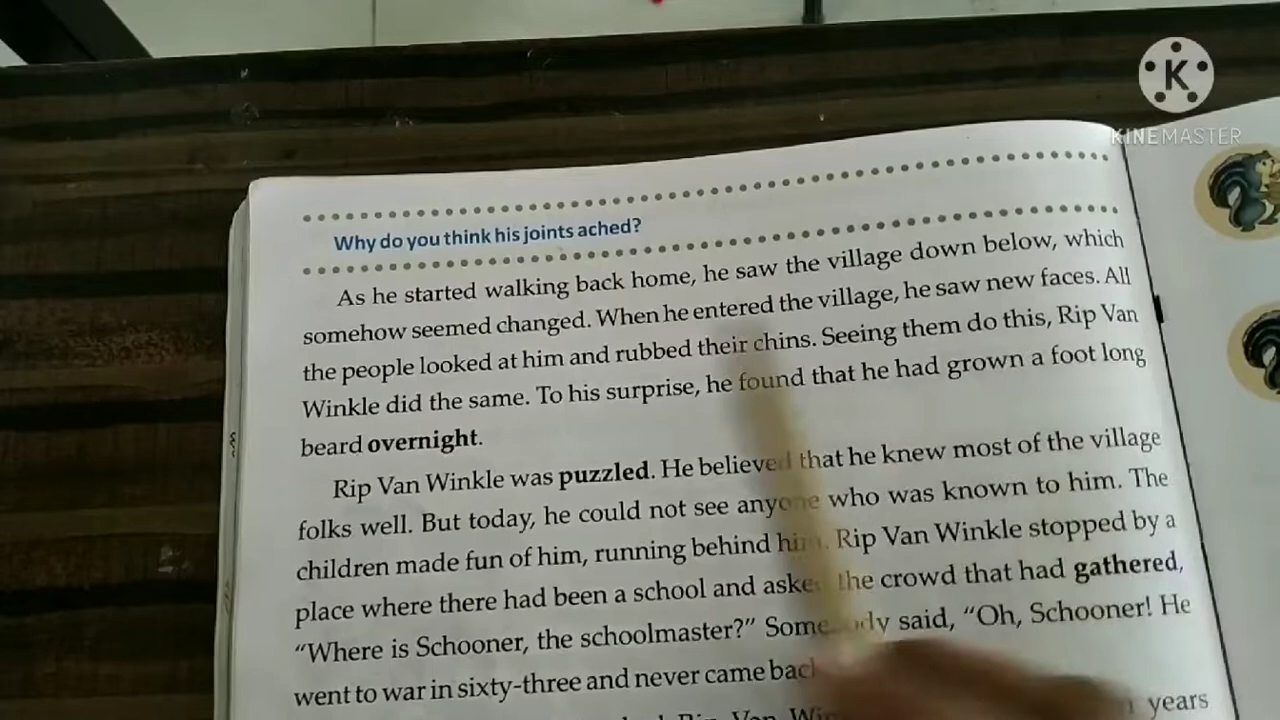 K
KINEMASTER
Why do you think his joints ached?
As he started walking back home, he saw the village down below, which
somehow seemed changed. When he entered the village, he saw new faces. All
the people looked at him and rubbed their chins. Seeing them do this, Rip Van
Winkle did the same. To his surprise, he found that he had grown a foot long
beard overnight.
Rip Van Winkle was puzzled. He believed that he knew most of the village
folks well. But today, he could not see anyone who was known to him. The
children made fun of him, running behind him. Rip Van Winkle stopped by a
place where there had been a school and asked the crowd that had gathered,
“Where is Schooner, the schoolmaster?” Somebody said, “Oh, Schooner! He
went to war in sixty-three and never came back
Rip Van years